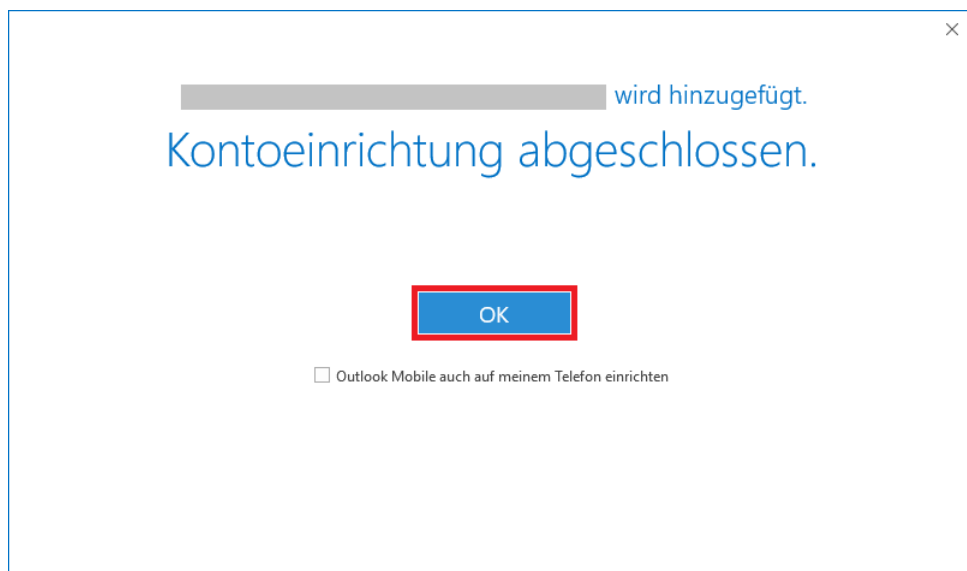 wird hinzugefügt.
Kontoeinrichtung abgeschlossen.
OK
Outlook Mobile auch auf meinem Telefon einrichten